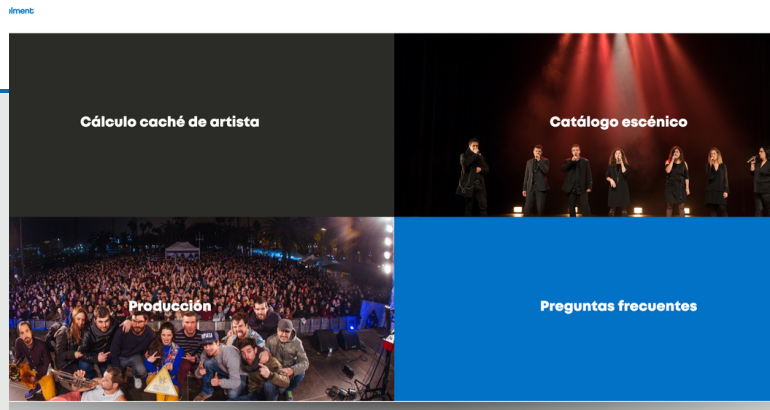 Cálculo caché de artista
Catálogo escénico
Producción
Preguntas frecuentes